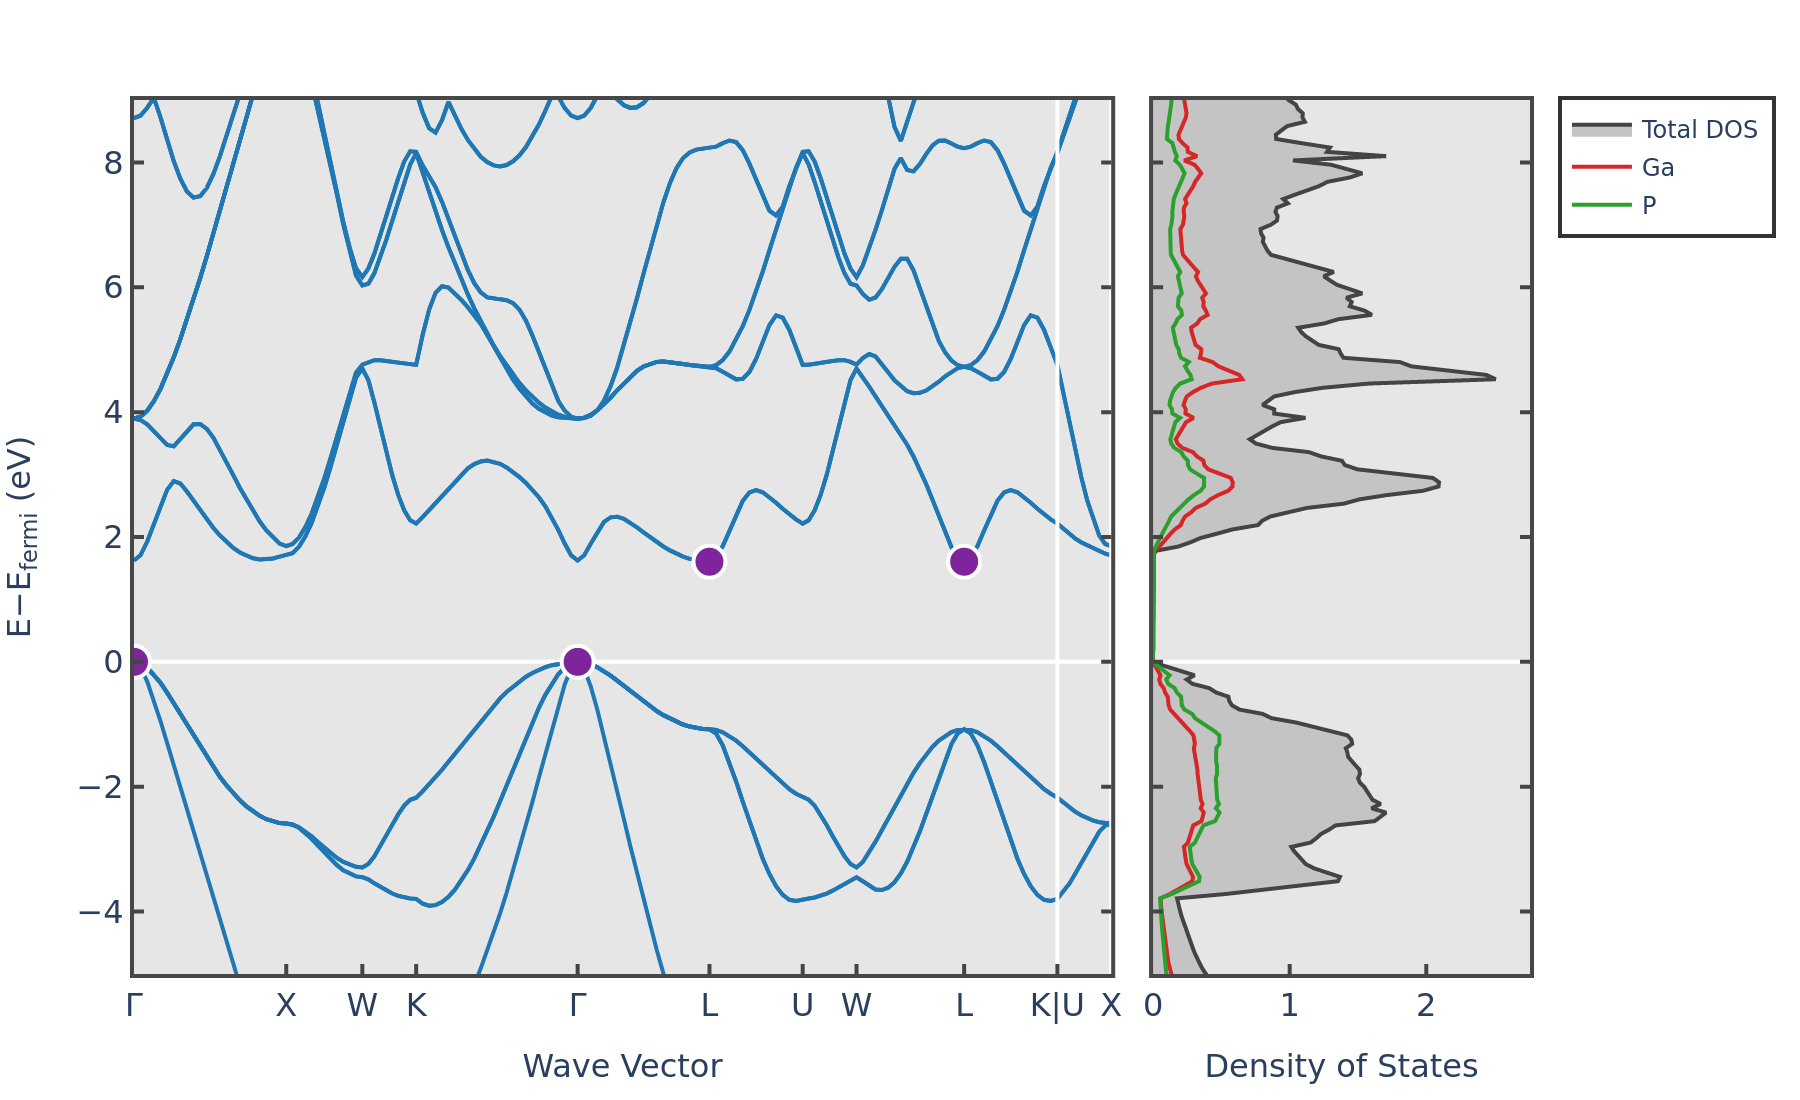 E−E_fermi (eV)
8
6
4
2
0
−2
−4
Γ X W K Γ L U W L K|U X
Wave Vector
0 1 2
Density of States
Total DOS
Ga
P